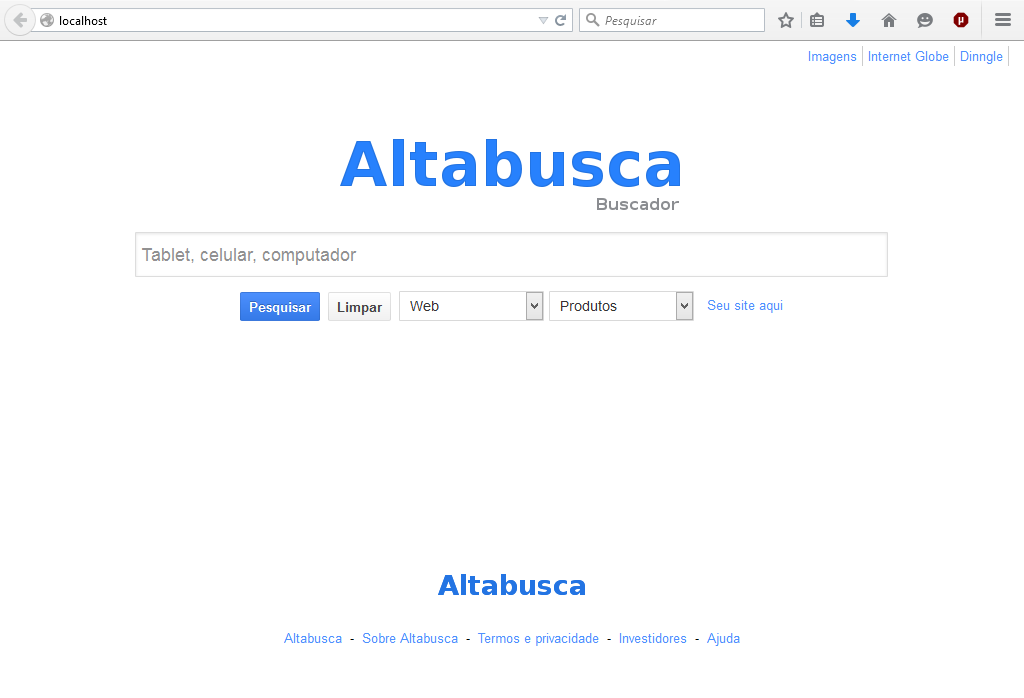 localhost Pesquisar
Imagens Internet Globe Dinngle
Altabusca
Buscador
Tablet, celular, computador
Pesquisar Limpar Web Produtos Seu site aqui
Altabusca
Altabusca - Sobre Altabusca - Termos e privacidade - Investidores - Ajuda